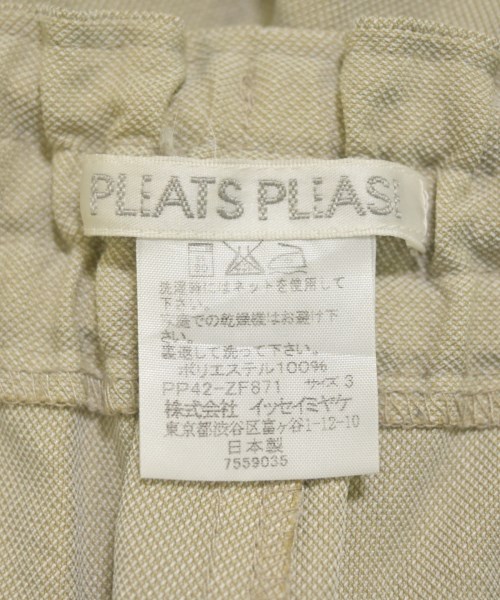 PLEATS PLEASE
洗濯時にはネットを使用して
下さい。
家庭での乾燥機はお避け下
さい。
裏返して洗って下さい。
ポリエステル100%
PP42-ZF871 サイズ 3
株式会社 イッセイミヤケ
東京都渋谷区富ヶ谷1-12-10
日本製
7559035